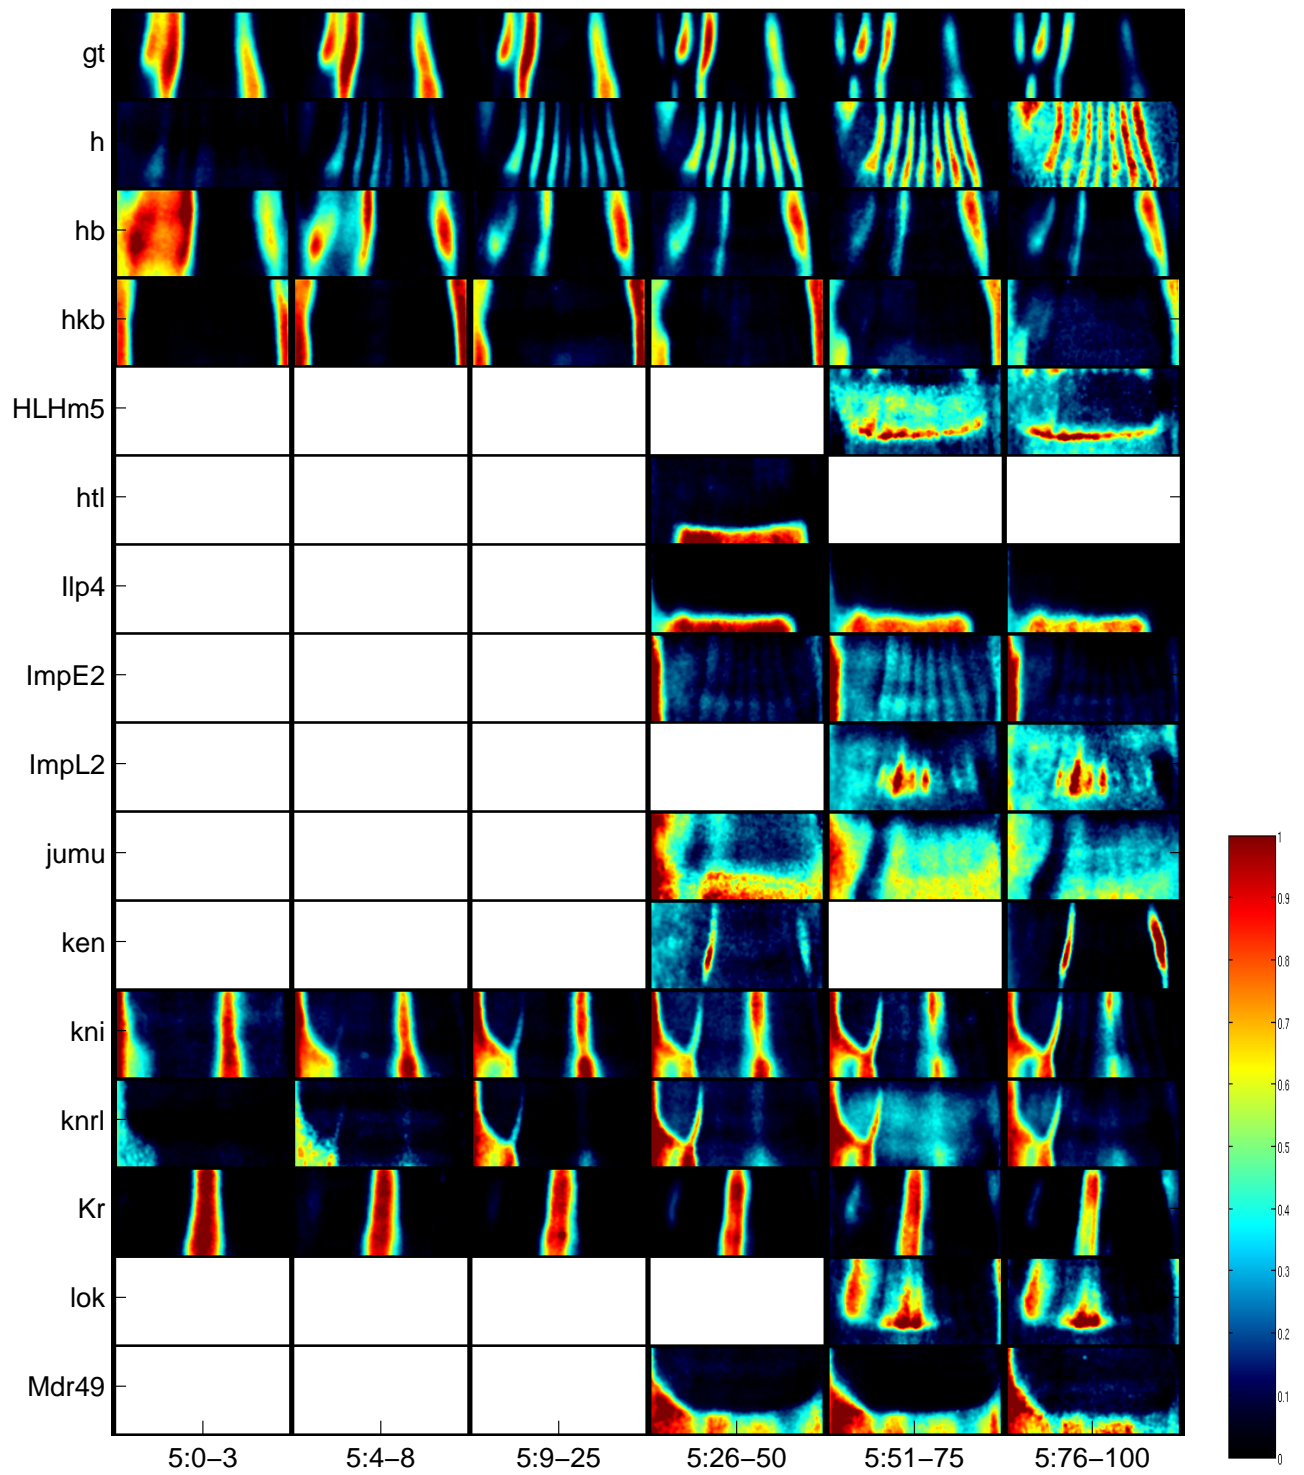 gt
h
hb
hkb
HLHm5
htl
Ilp4
ImpE2
ImpL2
jumu
ken
kni
knrl
Kr
lok
Mdr49
5:0–3 5:4–8 5:9–25 5:26–50 5:51–75 5:76–100
1
0.9
0.8
0.7
0.6
0.5
0.4
0.3
0.2
0.1
0